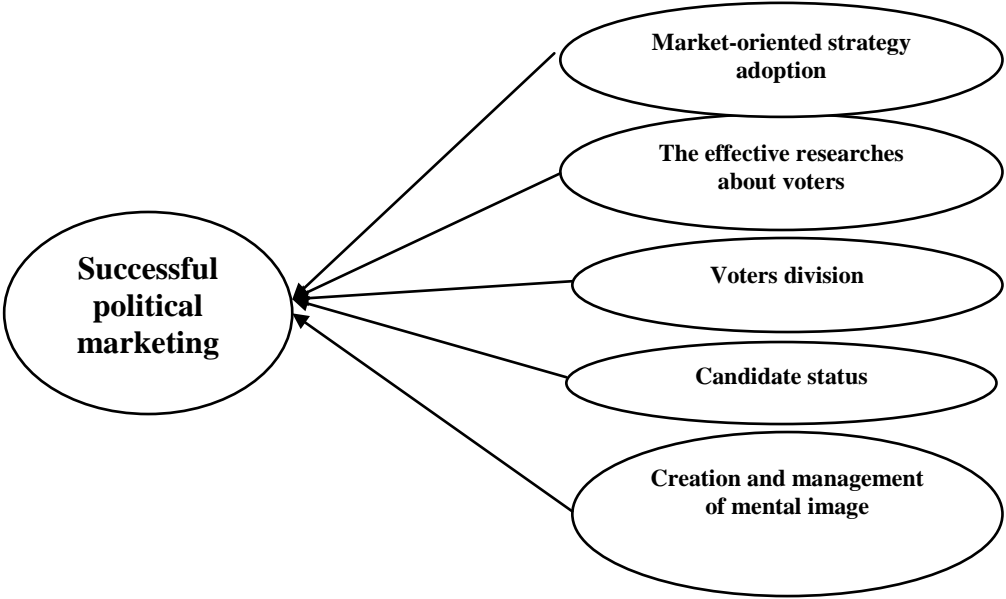 Market-oriented strategy
adoption
The effective researches
about voters
Voters division
Successful
political
marketing
Candidate status
Creation and management
of mental image